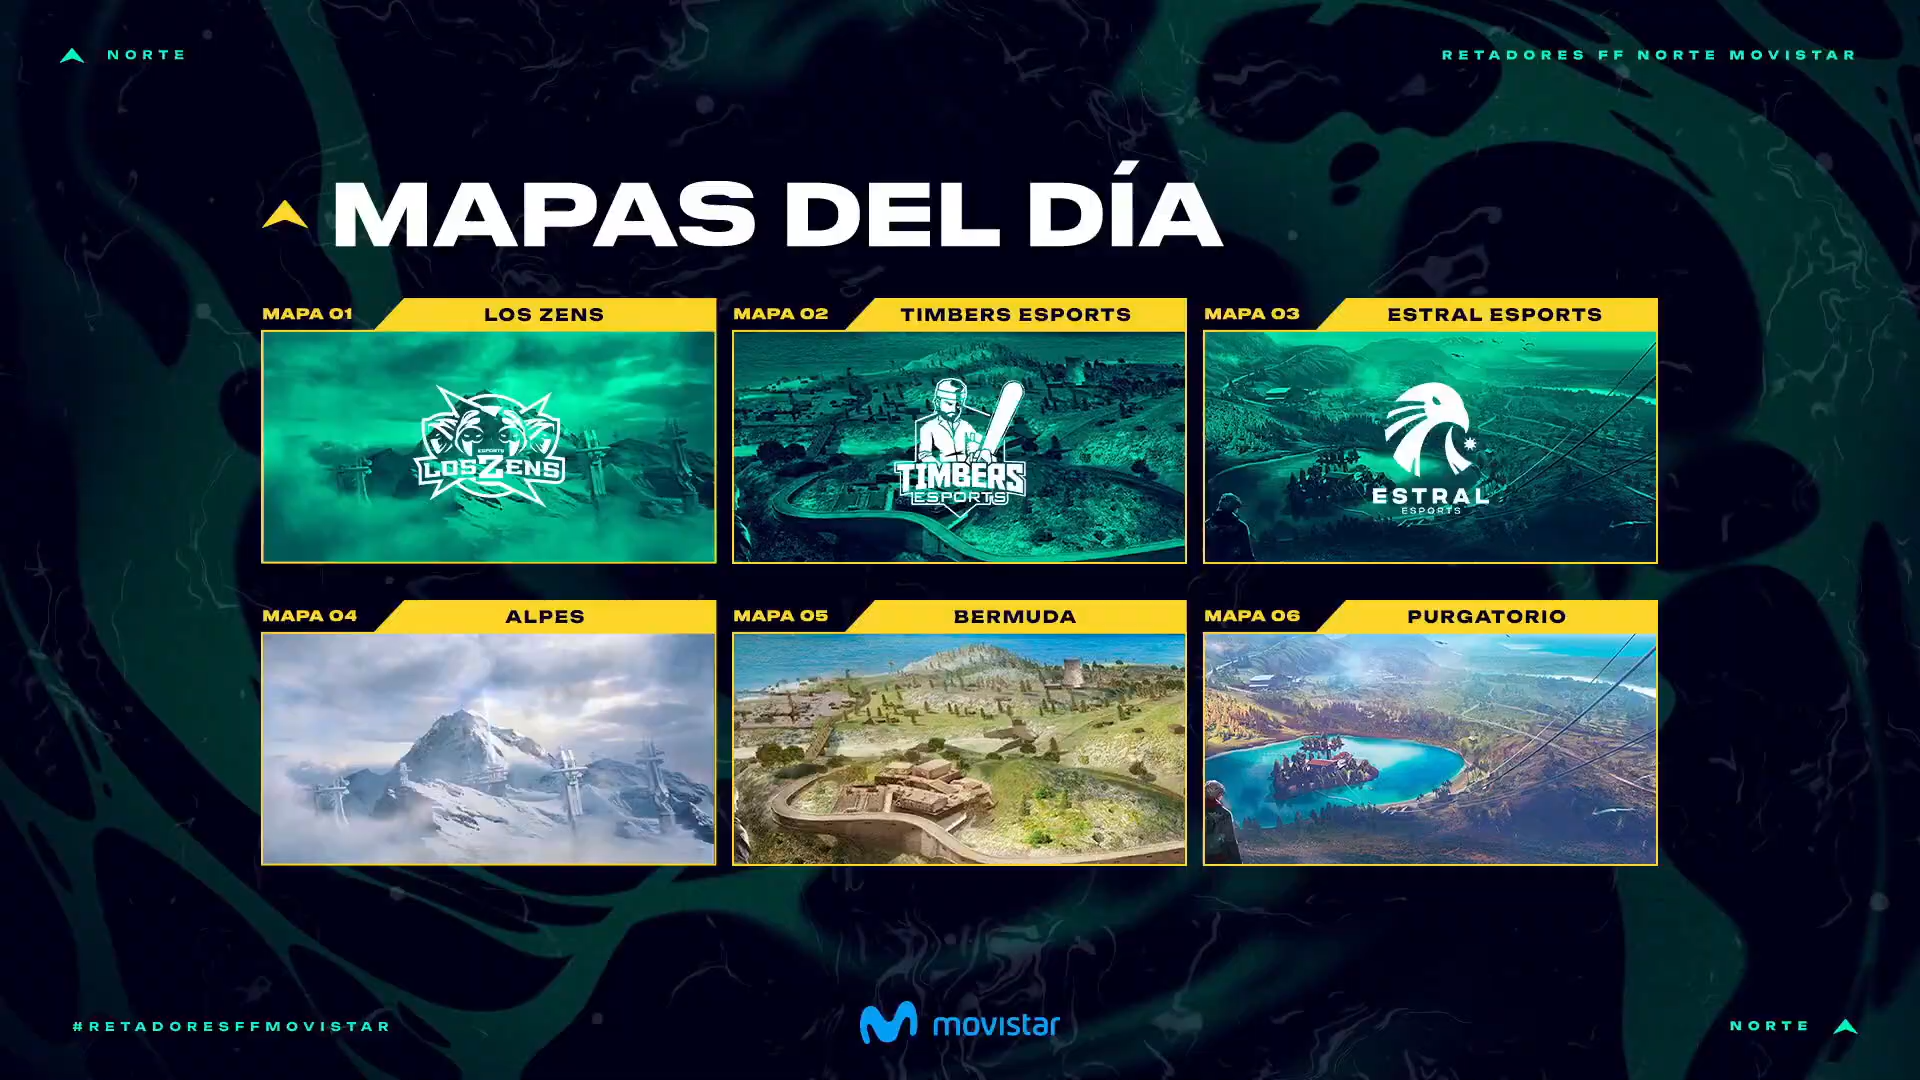 NORTE
RETADORES FF NORTE MOVISTAR
MAPAS DEL DÍA
MAPA 01
LOS ZENS
MAPA 02
TIMBERS ESPORTS
MAPA 03
ESTRAL ESPORTS
ESPORTS
LOS ZENS
TIMBERS
ESPORTS
ESTRAL
ESPORTS
MAPA 04
ALPES
MAPA 05
BERMUDA
MAPA 06
PURGATORIO
#RETADORESFFMOVISTAR
movistar
NORTE